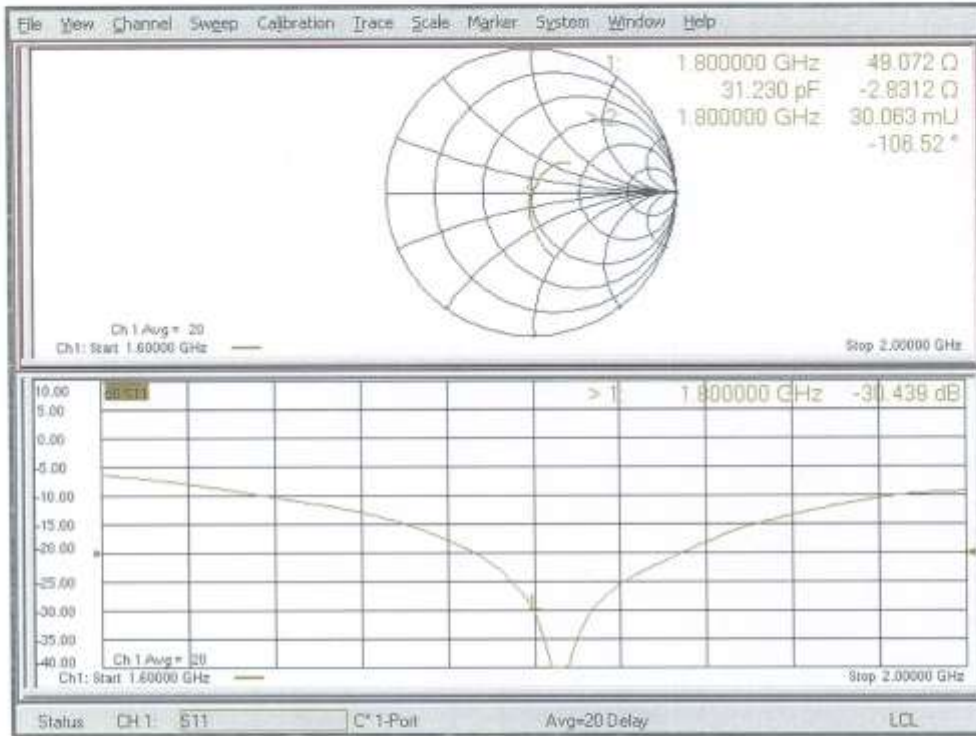 File View Channel Sweep Calibration Trace Scale Marker System Window Help
1: 1.800000 GHz 49.072 Ω
31.230 pF -2.8312 Ω
> 2: 1.800000 GHz 30.063 mU
-106.52 °
Ch 1 Avg = 20
Ch1: Start 1.60000 GHz
Stop 2.00000 GHz
10.00
5.00
0.00
-5.00
-10.00
-15.00
-20.00
-25.00
-30.00
-35.00
-40.00
> 1: 1.800000 GHz -30.439 dB
1
Ch 1 Avg = 20
Ch1: Start 1.60000 GHz
Stop 2.00000 GHz
Status CH 1: S11 C* 1-Port Avg=20 Delay LCL